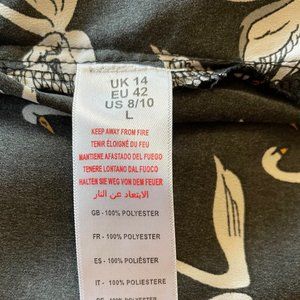 UK 14
EU 42
US 8/10
L
KEEP AWAY FROM FIRE
TENIR ÉLOIGNÉ DU FEU
MANTIENE AFASTADO DEL FUEGO
TENERE LONTANO DAL FUOCO
HALTEN SIE WEG VON DEM FEUER
الابتعاد عن النار
GB - 100% POLYESTER
FR - 100% POLYESTER
ES - 100% POLIÉSTER
IT - 100% POLIESTERE